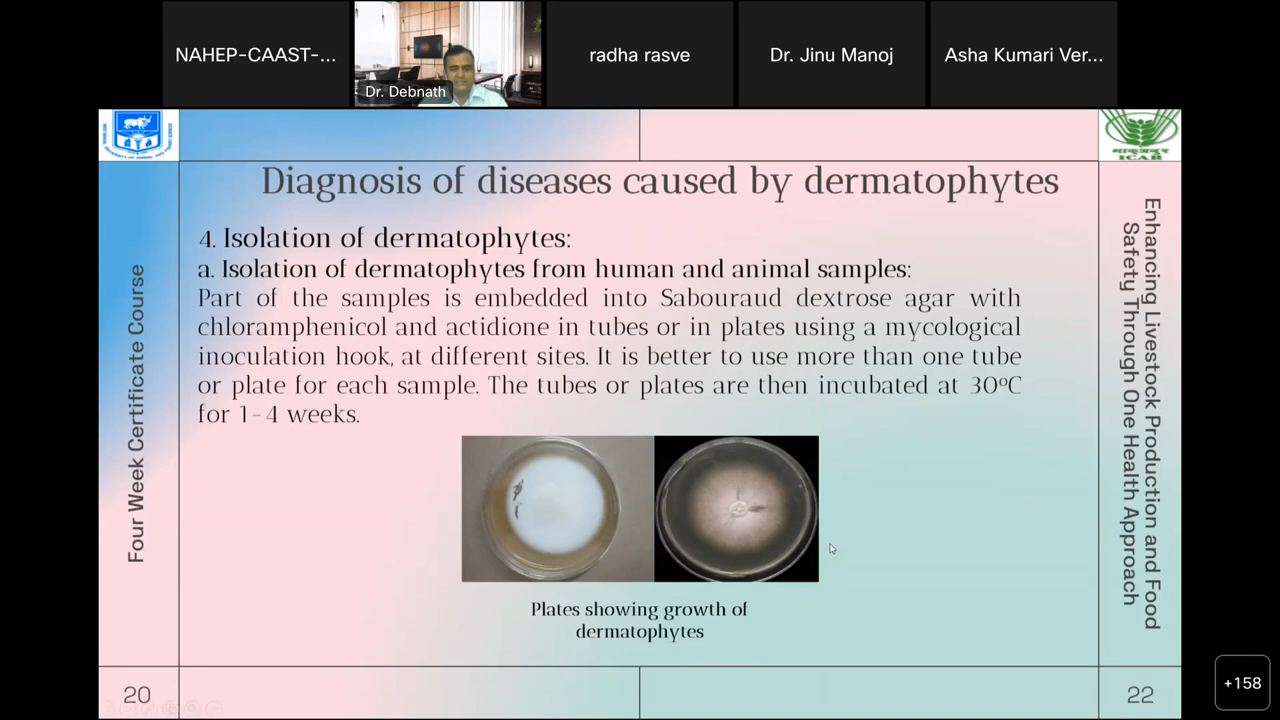 NAHEP-CAAST-...
Dr. Debnath
radha rasve
Dr. Jinu Manoj
Asha Kumari Ver...
ICAR
Diagnosis of diseases caused by dermatophytes
4. Isolation of dermatophytes:
a. Isolation of dermatophytes from human and animal samples:
Part of the samples is embedded into Sabouraud dextrose agar with
chloramphenicol and actidione in tubes or in plates using a mycological
inoculation hook, at different sites. It is better to use more than one tube
or plate for each sample. The tubes or plates are then incubated at 30ºC
for 1-4 weeks.
Plates showing growth of
dermatophytes
Four Week Certificate Course
Enhancing Livestock Production and Food
Safety Through One Health Approach
20
22
+158